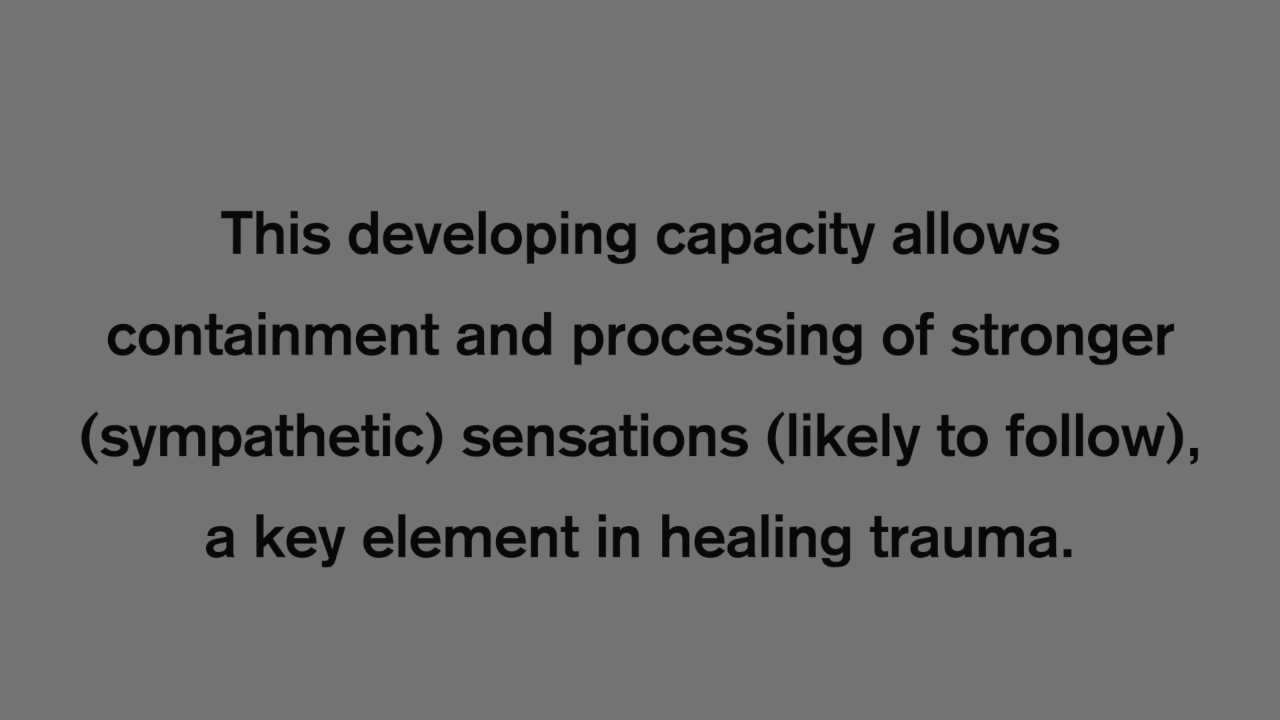 This developing capacity allows
containment and processing of stronger
(sympathetic) sensations (likely to follow),
a key element in healing trauma.